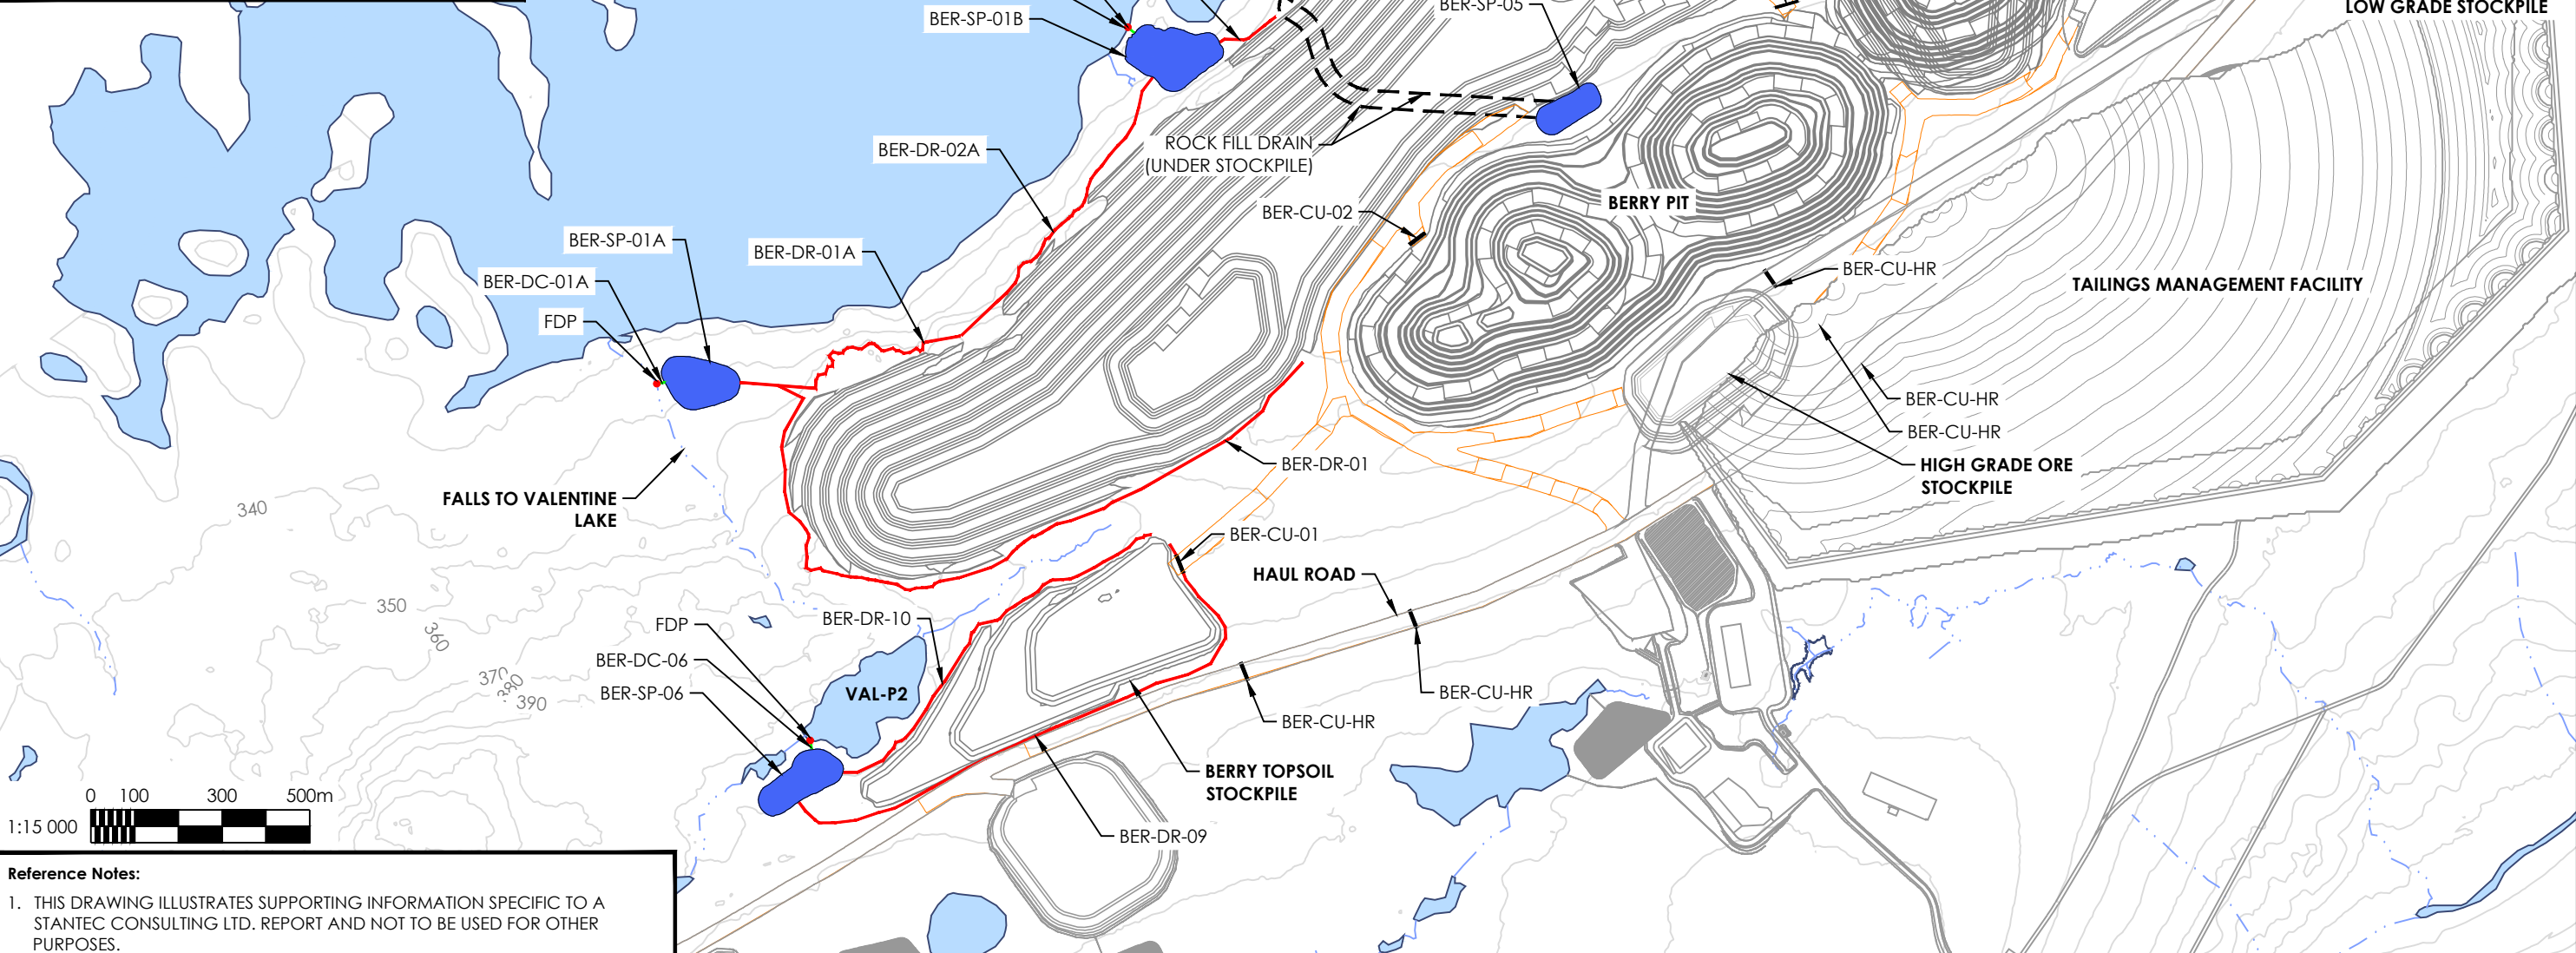 BER-SP-01B
BER-SP-05
LOW GRADE STOCKPILE
BER-DR-02A
ROCK FILL DRAIN
(UNDER STOCKPILE)
BER-CU-02
BERRY PIT
BER-SP-01A
BER-DR-01A
BER-DC-01A
FDP
BER-CU-HR
TAILINGS MANAGEMENT FACILITY
BER-CU-HR
BER-CU-HR
BER-DR-01
HIGH GRADE ORE
STOCKPILE
FALLS TO VALENTINE
LAKE
340
BER-CU-01
HAUL ROAD
350
360
370
380
390
FDP
BER-DR-10
BER-DC-06
BER-SP-06
VAL-P2
BER-CU-HR
BER-CU-HR
BERRY TOPSOIL
STOCKPILE
BER-DR-09
0 100 300 500m
1:15 000
Reference Notes:
1. THIS DRAWING ILLUSTRATES SUPPORTING INFORMATION SPECIFIC TO A
STANTEC CONSULTING LTD. REPORT AND NOT TO BE USED FOR OTHER
PURPOSES.